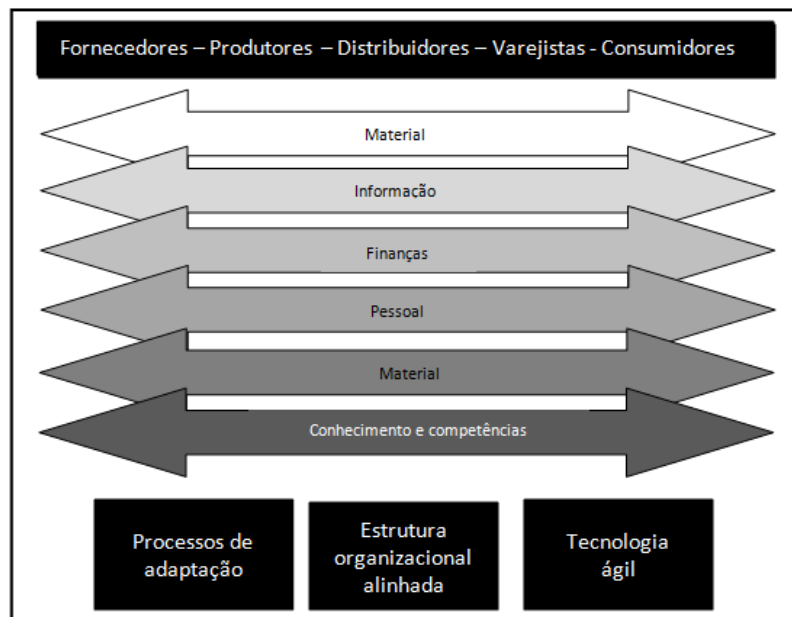 Fornecedores – Produtores – Distribuidores – Varejistas - Consumidores
Material
Informação
Finanças
Pessoal
Material
Conhecimento e competências
Processos de
adaptação
Estrutura
organizacional
alinhada
Tecnologia
ágil